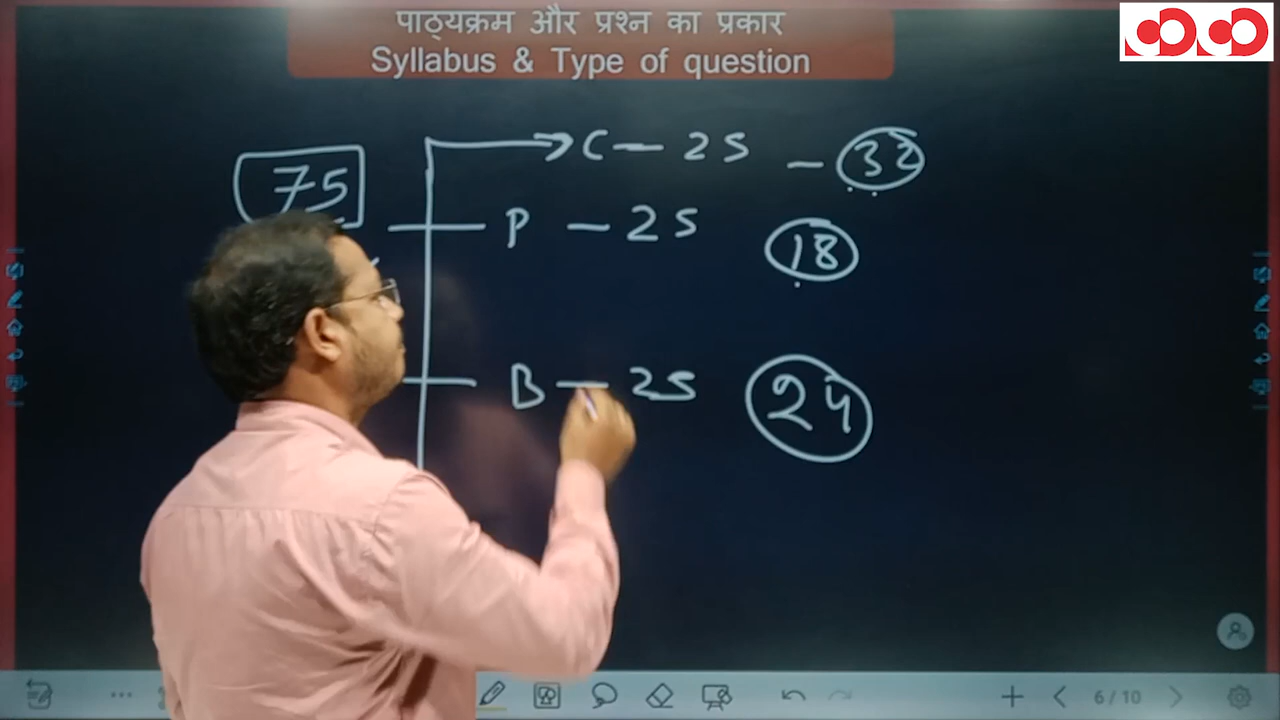 पाठ्यक्रम और प्रश्न का प्रकार
Syllabus & Type of question
75
C – 25 – 32
P – 25 18
B – 25 24
6 / 10